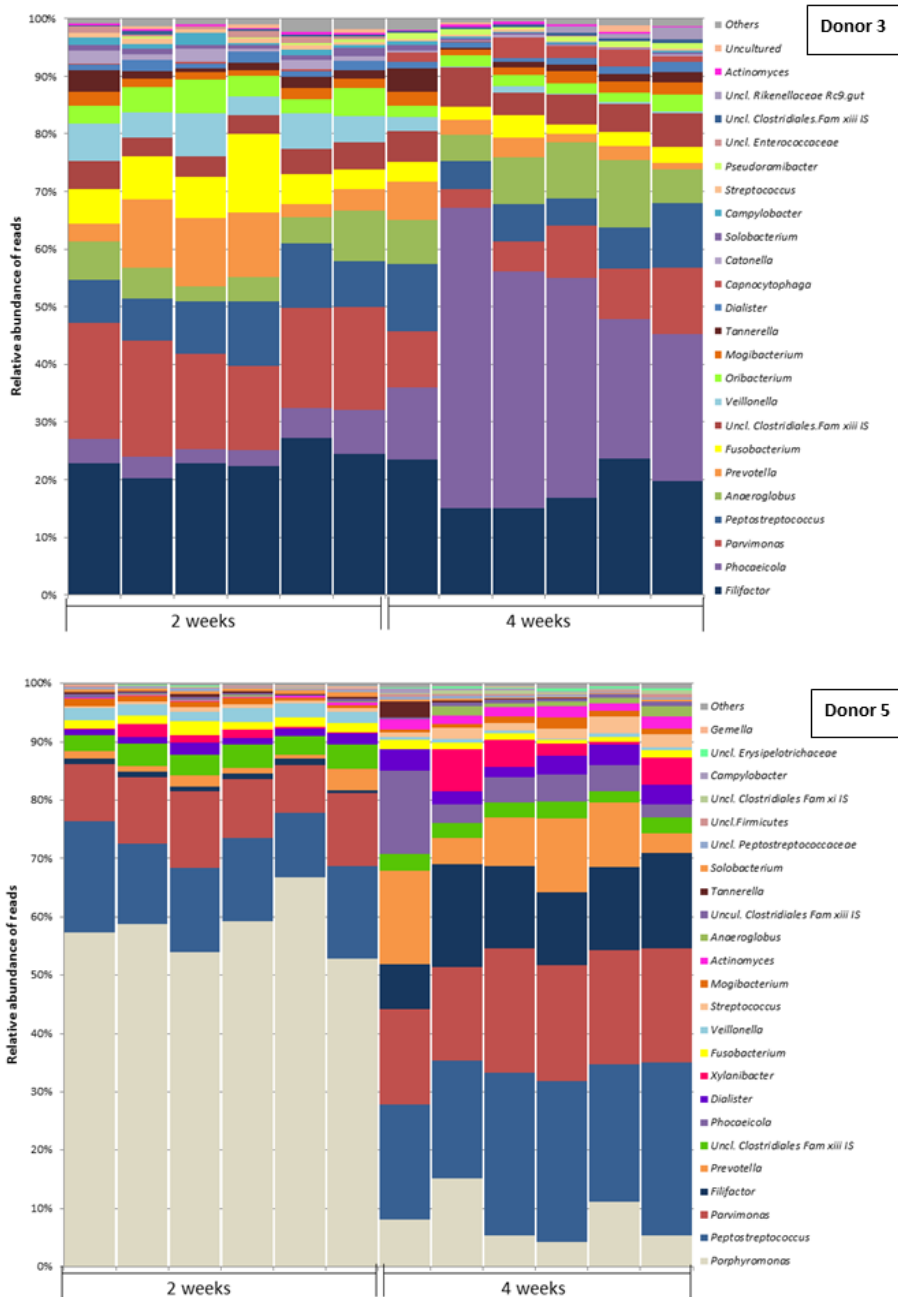 Donor 3
Relative abundance of reads
100%
90%
80%
70%
60%
50%
40%
30%
20%
10%
0%
2 weeks
4 weeks
Others
Uncultured
Actinomyces
Uncl. Rikenellaceae Rc9.gut
Uncl. Clostridiales.Fam xiii IS
Uncl. Enterococcaceae
Pseudoramibacter
Streptococcus
Campylobacter
Solobacterium
Catonella
Capnocytophaga
Dialister
Tannerella
Mogibacterium
Oribacterium
Veillonella
Uncl. Clostridiales.Fam xiii IS
Fusobacterium
Prevotella
Anaeroglobus
Peptostreptococcus
Parvimonas
Phocaeicola
Filifactor
Donor 5
Relative abundance of reads
100%
90%
80%
70%
60%
50%
40%
30%
20%
10%
0%
2 weeks
4 weeks
Others
Gemella
Uncl. Erysipelotrichaceae
Campylobacter
Uncl. Clostridiales Fam xi IS
Uncl.Firmicutes
Uncl. Peptostreptococcaceae
Solobacterium
Tannerella
Uncul. Clostridiales Fam xiii IS
Anaeroglobus
Actinomyces
Mogibacterium
Streptococcus
Veillonella
Fusobacterium
Xylanibacter
Dialister
Phocaeicola
Uncl. Clostridiales Fam xiii IS
Prevotella
Filifactor
Parvimonas
Peptostreptococcus
Porphyromonas